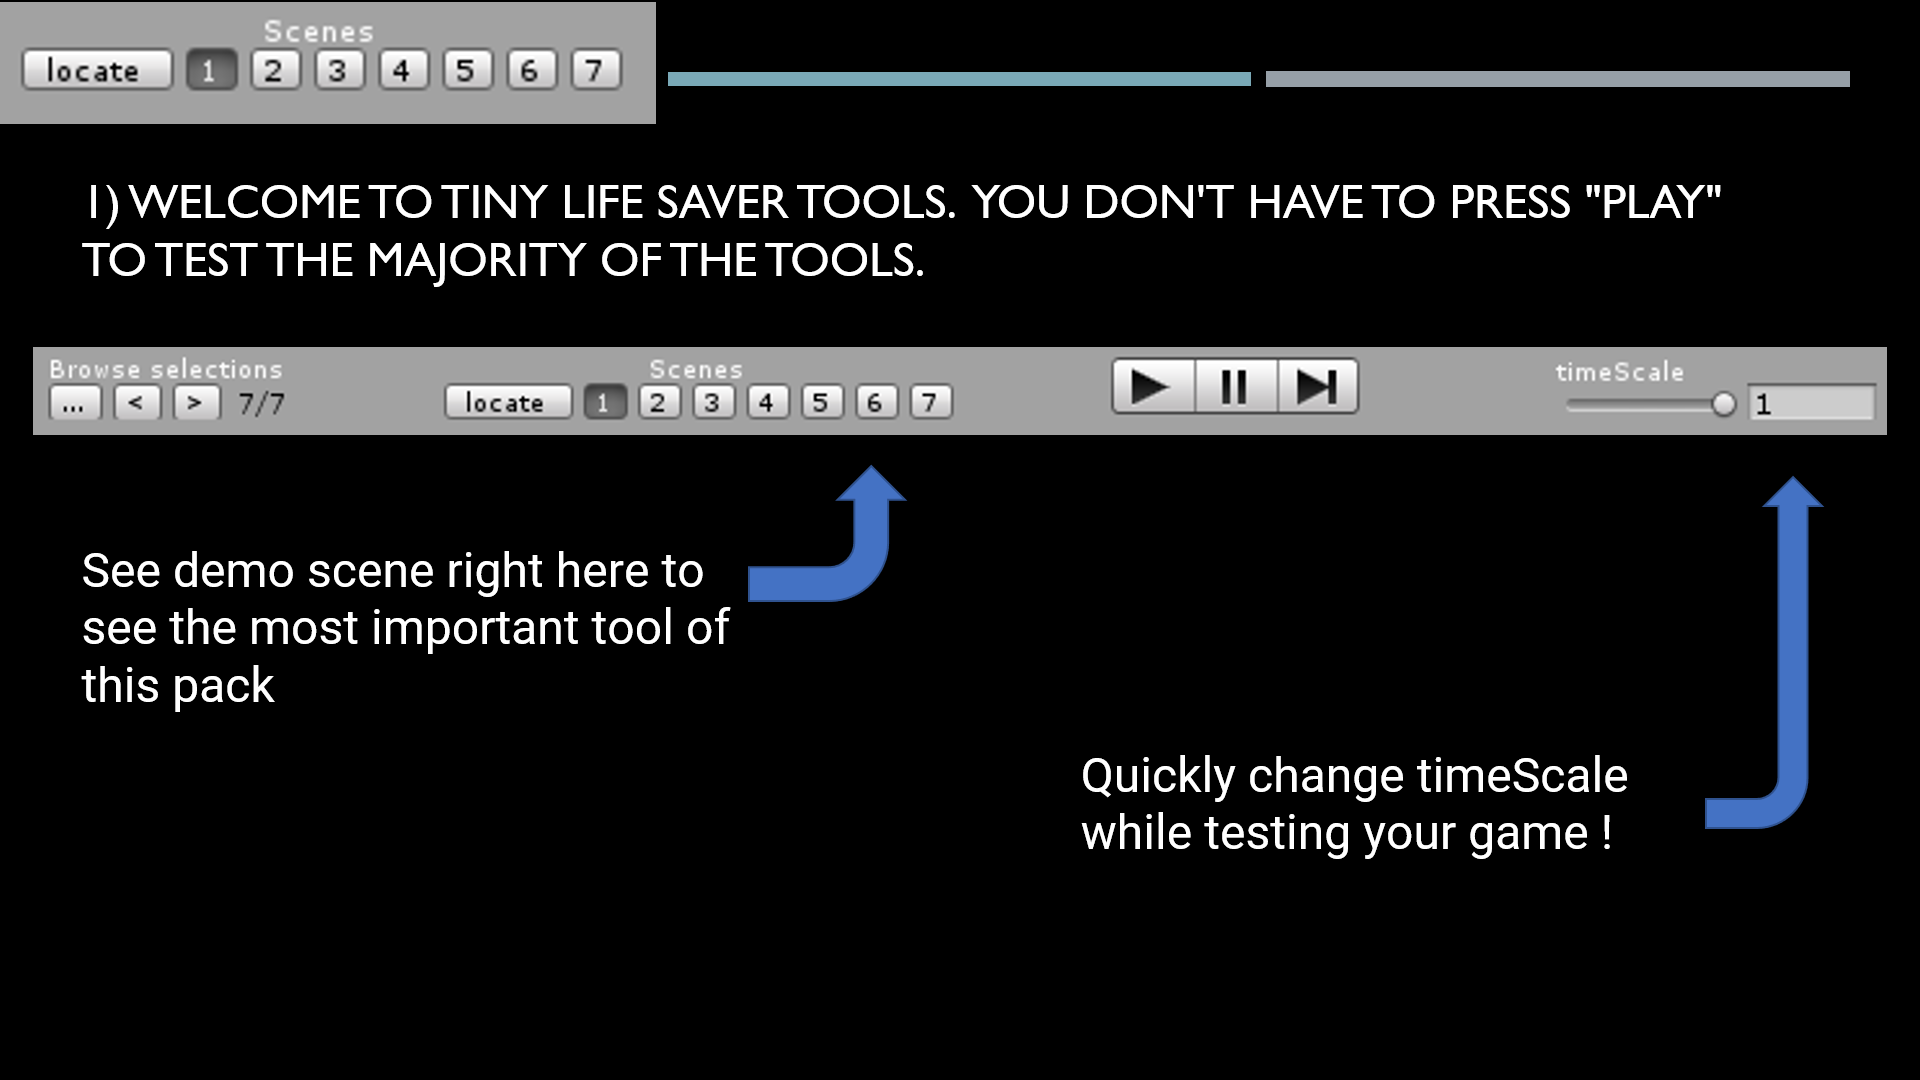 Scenes
locate 1 2 3 4 5 6 7
1) WELCOME TO TINY LIFE SAVER TOOLS. YOU DON'T HAVE TO PRESS "PLAY"
TO TEST THE MAJORITY OF THE TOOLS.
Browse selections Scenes timeScale
... < > 7/7 locate 1 2 3 4 5 6 7 1
See demo scene right here to
see the most important tool of
this pack
Quickly change timeScale
while testing your game !